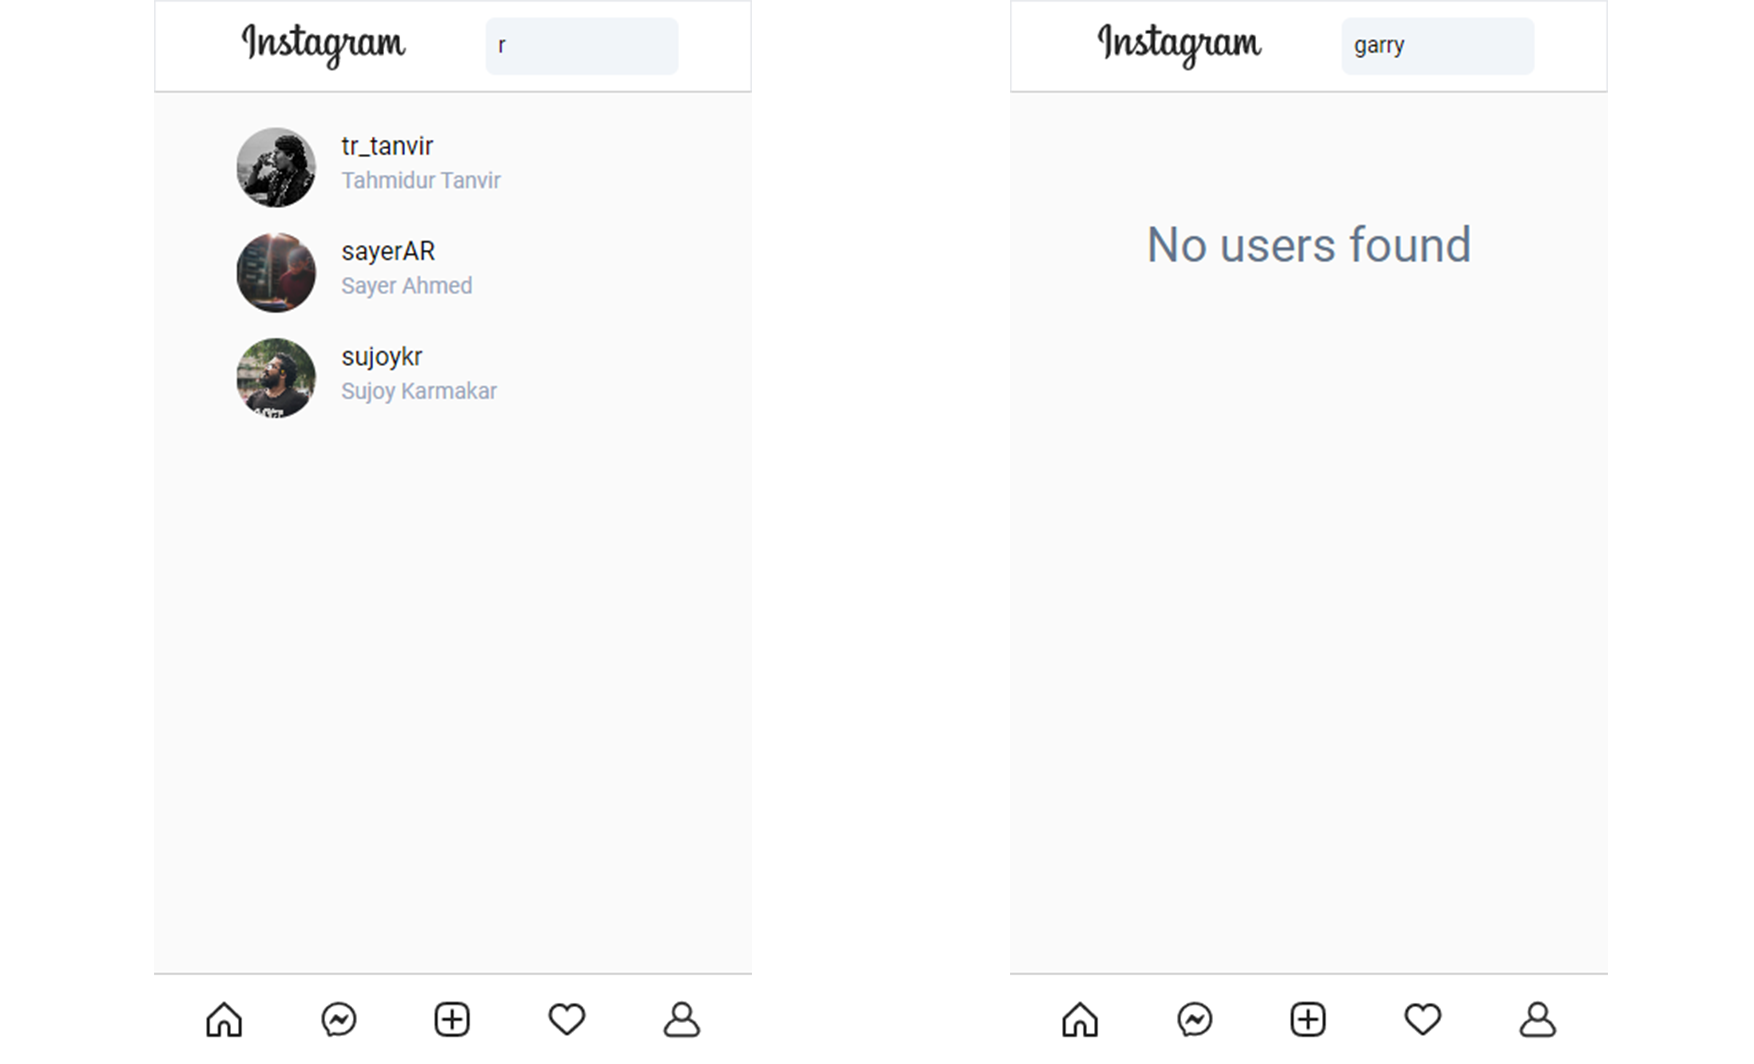 Instagram
r
tr_tanvir
Tahmidur Tanvir
sayerAR
Sayer Ahmed
sujoykr
Sujoy Karmakar
Instagram
garry
No users found